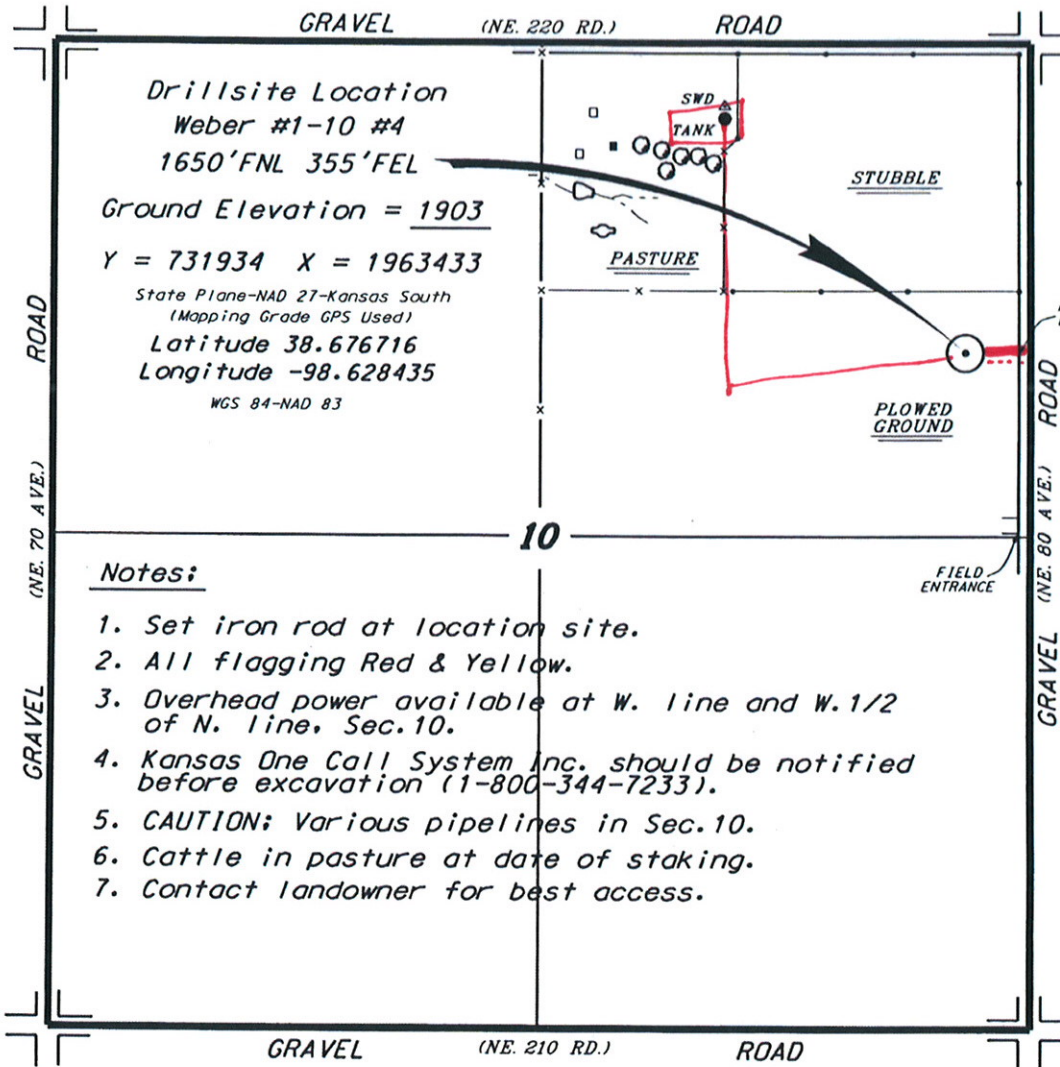 GRAVEL (NE. 220 RD.) ROAD
Drillsite Location
Weber #1-10 #4
1650'FNL 355'FEL
Ground Elevation = 1903
Y = 731934 X = 1963433
State Plane-NAD 27-Kansas South
(Mapping Grade GPS Used)
Latitude 38.676716
Longitude -98.628435
WGS 84-NAD 83
SWD
TANK
STUBBLE
PASTURE
PLOWED
GROUND
GRAVEL (NE. 70 AVE.) ROAD
GRAVEL (NE. 80 AVE.) ROAD
10
FIELD
ENTRANCE
Notes:
1. Set iron rod at location site.
2. All flagging Red & Yellow.
3. Overhead power available at W. line and W.1/2
of N. line, Sec.10.
4. Kansas One Call System Inc. should be notified
before excavation (1-800-344-7233).
5. CAUTION: Various pipelines in Sec.10.
6. Cattle in pasture at date of staking.
7. Contact landowner for best access.
GRAVEL (NE. 210 RD.) ROAD